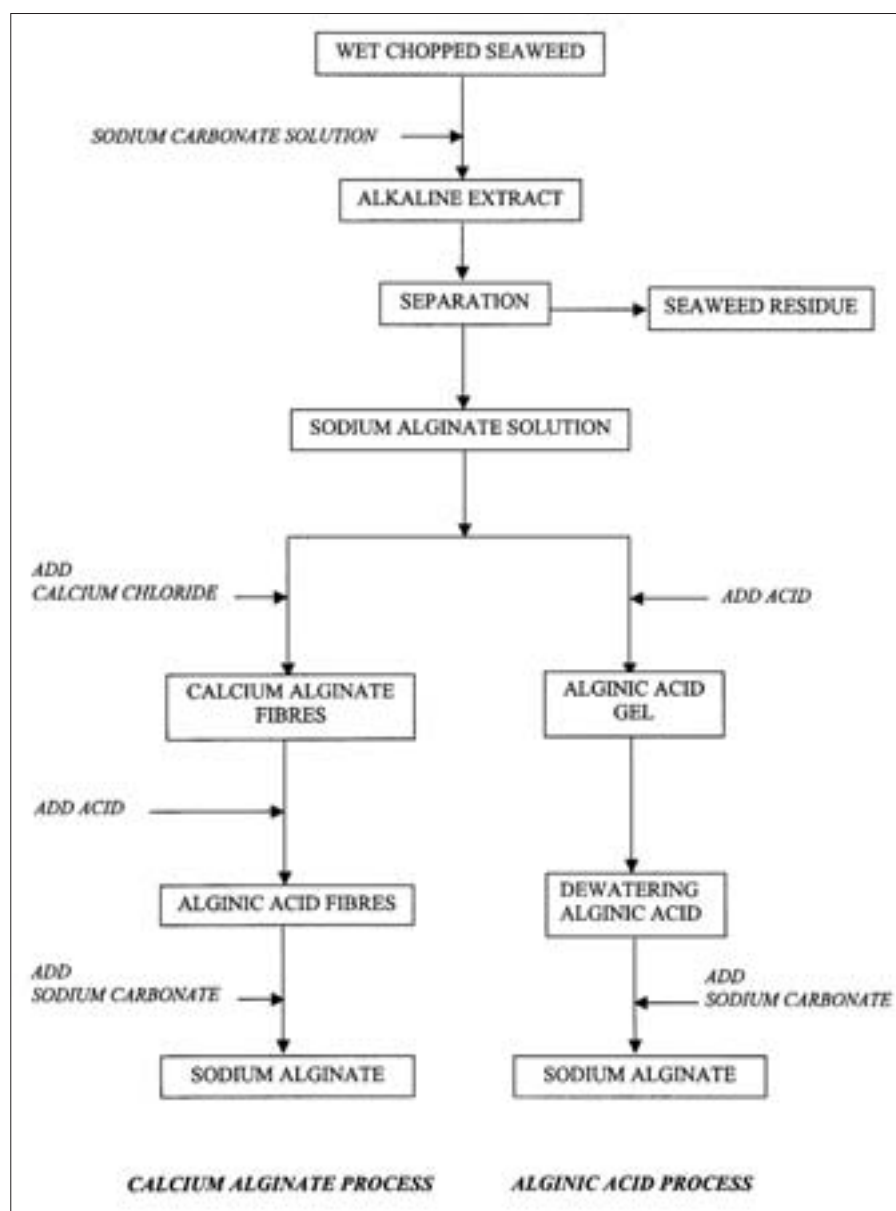 WET CHOPPED SEAWEED
SODIUM CARBONATE SOLUTION
ALKALINE EXTRACT
SEPARATION
SEAWEED RESIDUE
SODIUM ALGINATE SOLUTION
ADD
CALCIUM CHLORIDE
ADD ACID
CALCIUM ALGINATE
FIBRES
ALGINIC ACID
GEL
ADD ACID
ALGINIC ACID FIBRES
DEWATERING
ALGINIC ACID
ADD
SODIUM CARBONATE
ADD
SODIUM CARBONATE
SODIUM ALGINATE
SODIUM ALGINATE
CALCIUM ALGINATE PROCESS
ALGINIC ACID PROCESS